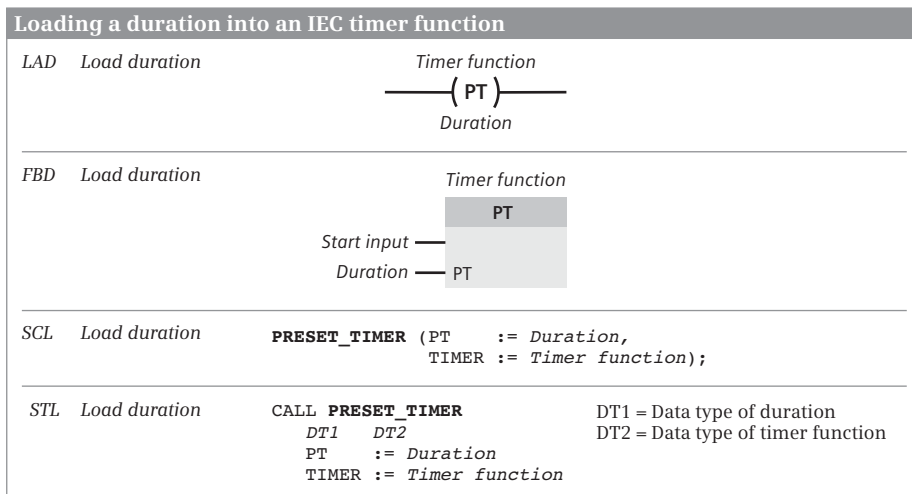 Loading a duration into an IEC timer function
LAD Load duration
Timer function
PT
Duration
FBD Load duration
Timer function
PT
Start input
Duration PT
SCL Load duration PRESET_TIMER (PT := Duration,
TIMER := Timer function);
STL Load duration CALL PRESET_TIMER DT1 = Data type of duration
DT1 DT2 DT2 = Data type of timer function
PT := Duration
TIMER := Timer function